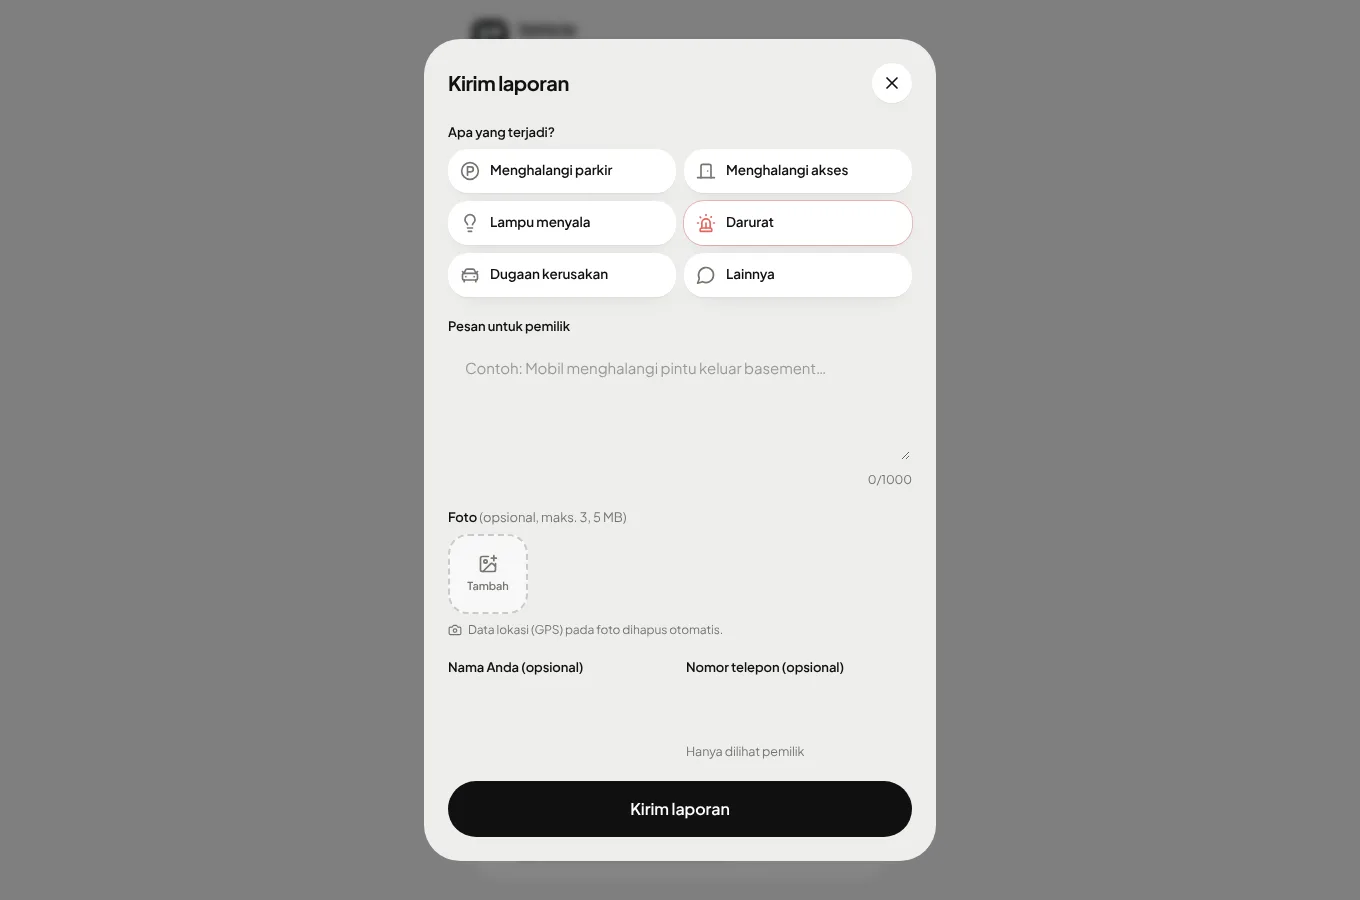 Kirim laporan
Apa yang terjadi?
Menghalangi parkir
Menghalangi akses
Lampu menyala
Darurat
Dugaan kerusakan
Lainnya
Pesan untuk pemilik
Contoh: Mobil menghalangi pintu keluar basement…
0/1000
Foto (opsional, maks. 3, 5 MB)
Tambah
Data lokasi (GPS) pada foto dihapus otomatis.
Nama Anda (opsional)
Nomor telepon (opsional)
Hanya dilihat pemilik
Kirim laporan